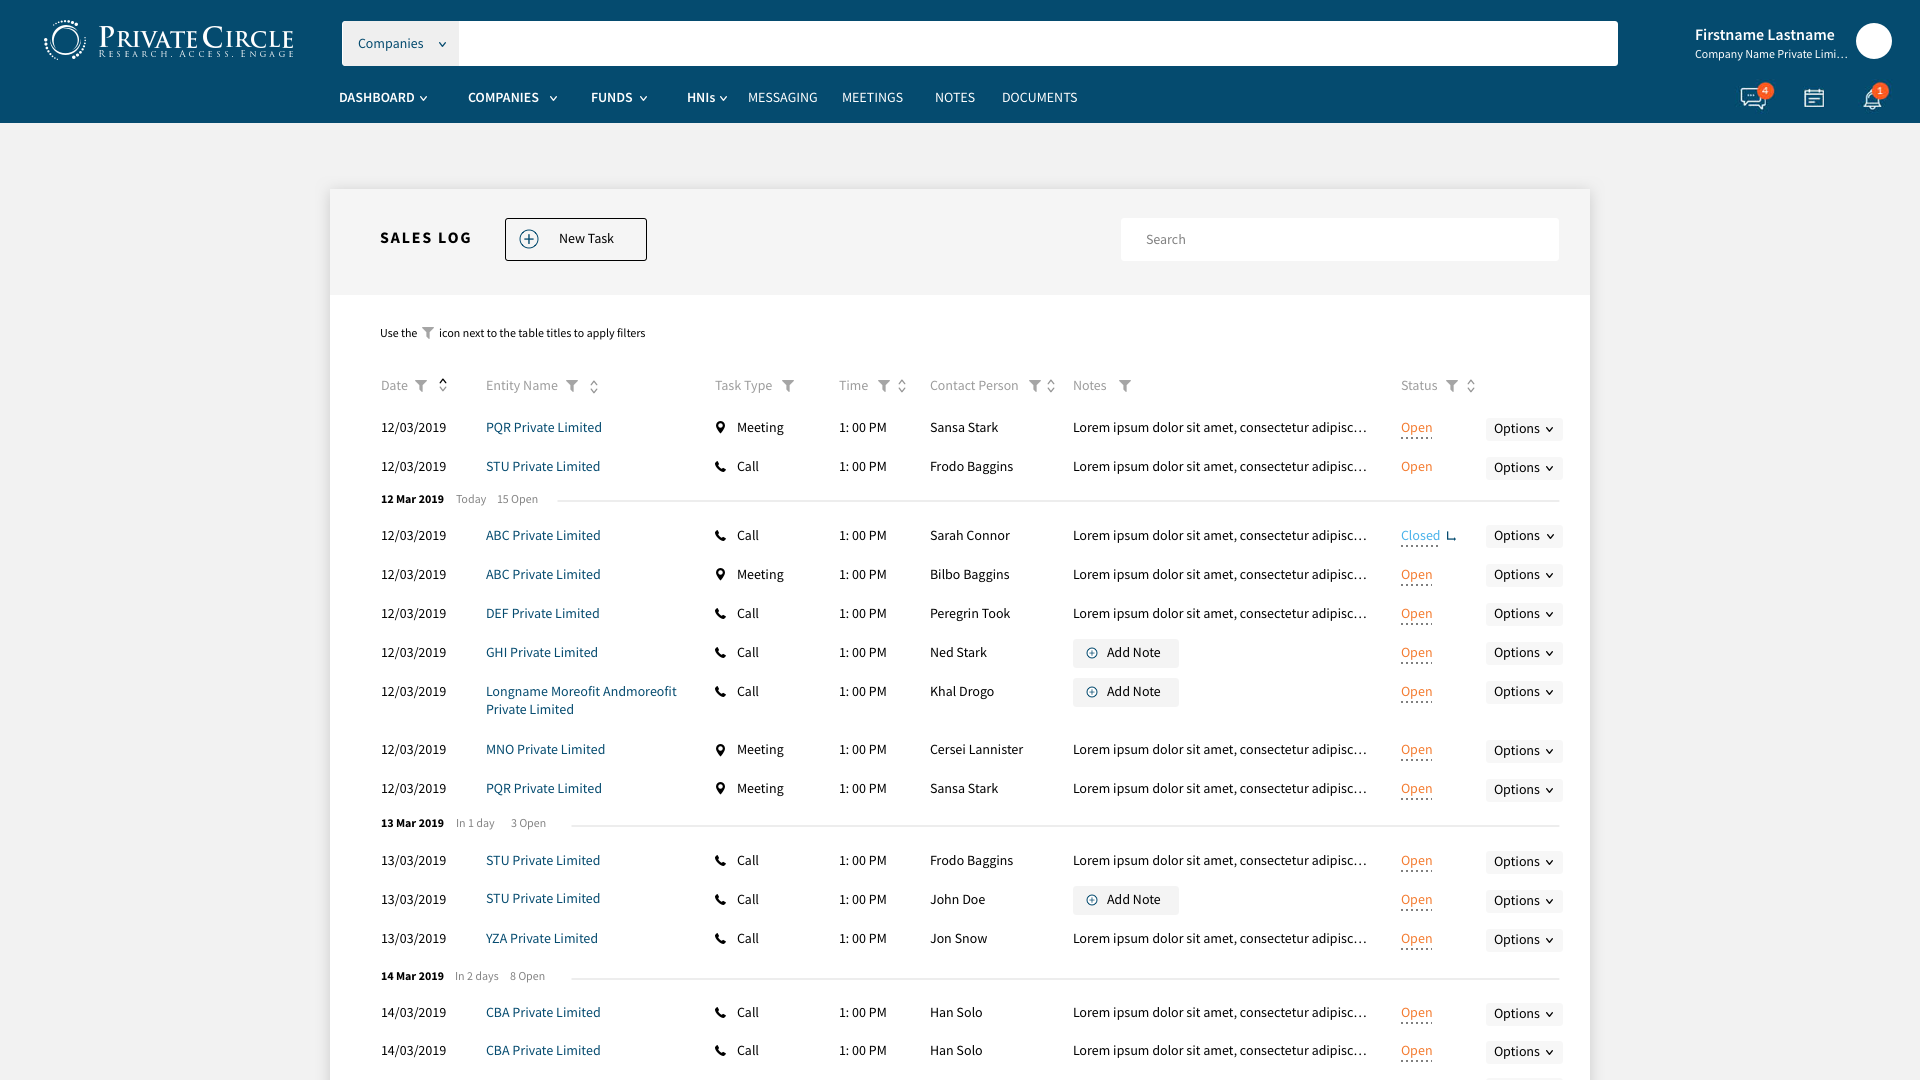 PRIVATECIRCLE
RESEARCH. ACCESS. ENGAGE
Companies
Firstname Lastname
Company Name Private Limi...
DASHBOARD COMPANIES FUNDS HNIs MESSAGING MEETINGS NOTES DOCUMENTS
4 1
SALES LOG New Task Search
Use the icon next to the table titles to apply filters
Date Entity Name Task Type Time Contact Person Notes Status
12/03/2019 PQR Private Limited Meeting 1: 00 PM Sansa Stark Lorem ipsum dolor sit amet, consectetur adipisc... Open Options
12/03/2019 STU Private Limited Call 1: 00 PM Frodo Baggins Lorem ipsum dolor sit amet, consectetur adipisc... Open Options
12 Mar 2019 Today 15 Open
12/03/2019 ABC Private Limited Call 1: 00 PM Sarah Connor Lorem ipsum dolor sit amet, consectetur adipisc... Closed Options
12/03/2019 ABC Private Limited Meeting 1: 00 PM Bilbo Baggins Lorem ipsum dolor sit amet, consectetur adipisc... Open Options
12/03/2019 DEF Private Limited Call 1: 00 PM Peregrin Took Lorem ipsum dolor sit amet, consectetur adipisc... Open Options
12/03/2019 GHI Private Limited Call 1: 00 PM Ned Stark Add Note Open Options
12/03/2019 Longname Moreofit Andmoreofit Call 1: 00 PM Khal Drogo Add Note Open Options
Private Limited
12/03/2019 MNO Private Limited Meeting 1: 00 PM Cersei Lannister Lorem ipsum dolor sit amet, consectetur adipisc... Open Options
12/03/2019 PQR Private Limited Meeting 1: 00 PM Sansa Stark Lorem ipsum dolor sit amet, consectetur adipisc... Open Options
13 Mar 2019 In 1 day 3 Open
13/03/2019 STU Private Limited Call 1: 00 PM Frodo Baggins Lorem ipsum dolor sit amet, consectetur adipisc... Open Options
13/03/2019 STU Private Limited Call 1: 00 PM John Doe Add Note Open Options
13/03/2019 YZA Private Limited Call 1: 00 PM Jon Snow Lorem ipsum dolor sit amet, consectetur adipisc... Open Options
14 Mar 2019 In 2 days 8 Open
14/03/2019 CBA Private Limited Call 1: 00 PM Han Solo Lorem ipsum dolor sit amet, consectetur adipisc... Open Options
14/03/2019 CBA Private Limited Call 1: 00 PM Han Solo Lorem ipsum dolor sit amet, consectetur adipisc... Open Options